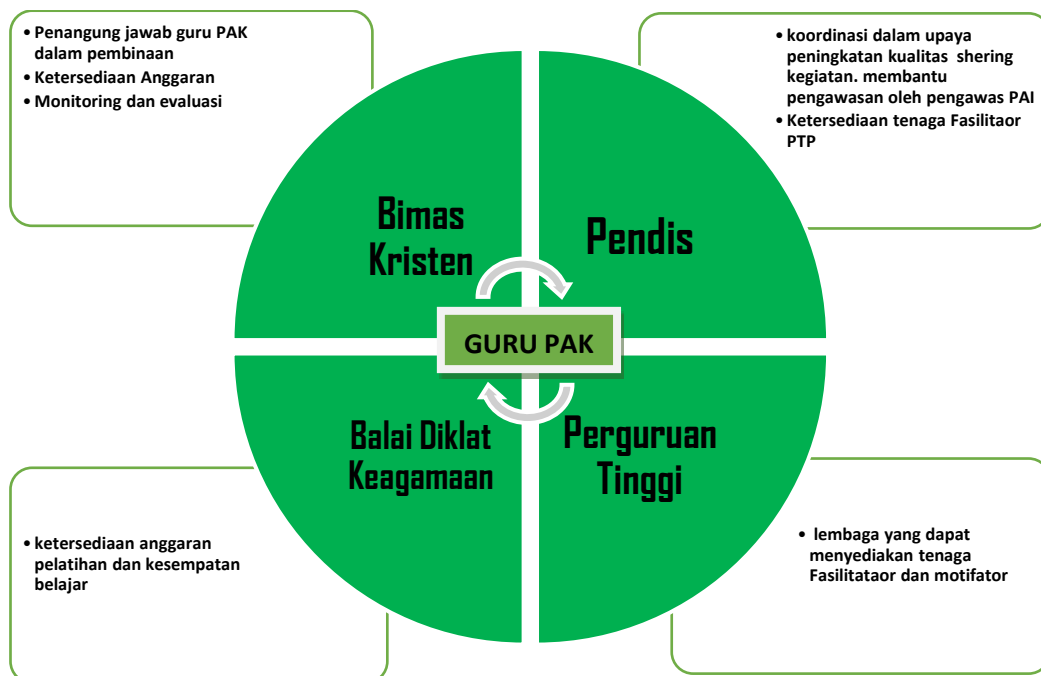 • Penangung jawab guru PAK
dalam pembinaan
• Ketersediaan Anggaran
• Monitoring dan evaluasi
• koordinasi dalam upaya
peningkatan kualitas shering
kegiatan. membantu
pengawasan oleh pengawas PAI
• Ketersediaan tenaga Fasilitaor
PTP
Bimas
Kristen
Pendis
GURU PAK
Balai Diklat
Keagamaan
Perguruan
Tinggi
• ketersediaan anggaran
pelatihan dan kesempatan
belajar
• lembaga yang dapat
menyediakan tenaga
Fasilitataor dan motifator